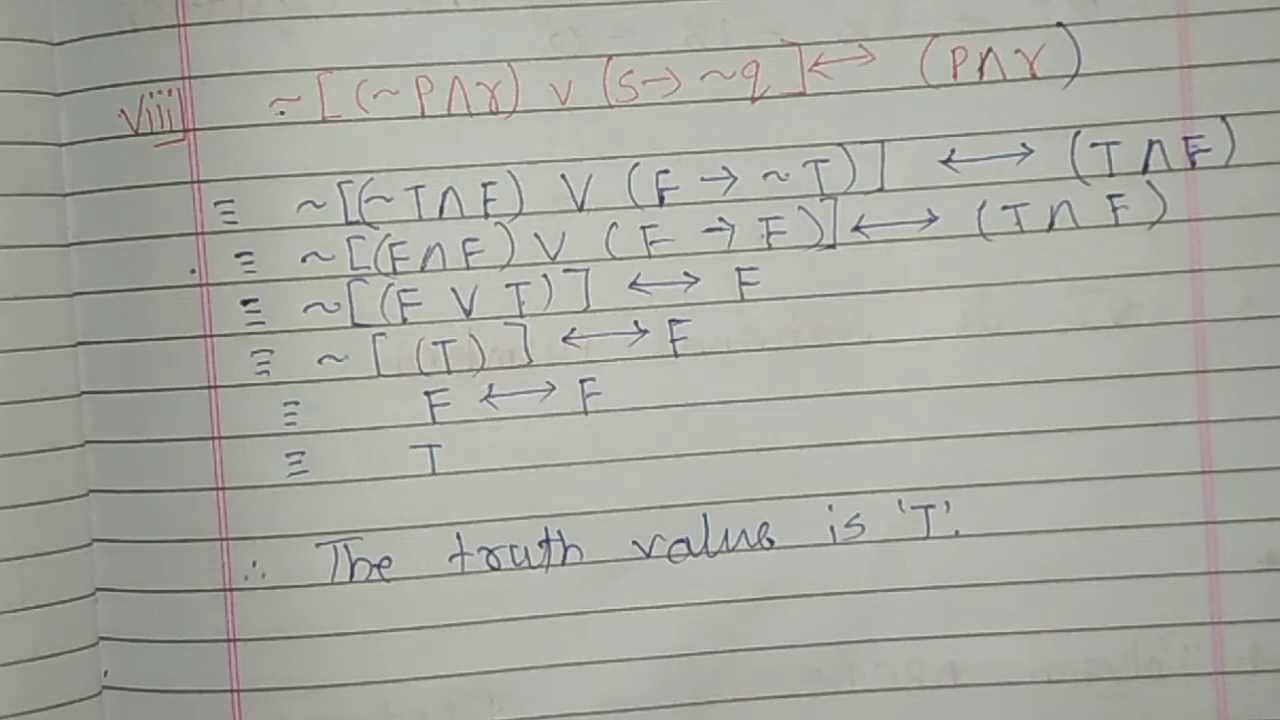 viii] ~ [(~ p ∧ r) ∨ (s → ~q] ↔ (p ∧ r)
≡ ~ [(~ T ∧ F) ∨ (F → ~ T)] ↔ (T ∧ F)
≡ ~ [(F ∧ F) ∨ (F → F)] ↔ (T ∧ F)
≡ ~ [(F ∨ T)] ↔ F
≡ ~ [(T)] ↔ F
≡ F ↔ F
≡ T
∴ The truth value is 'T'.